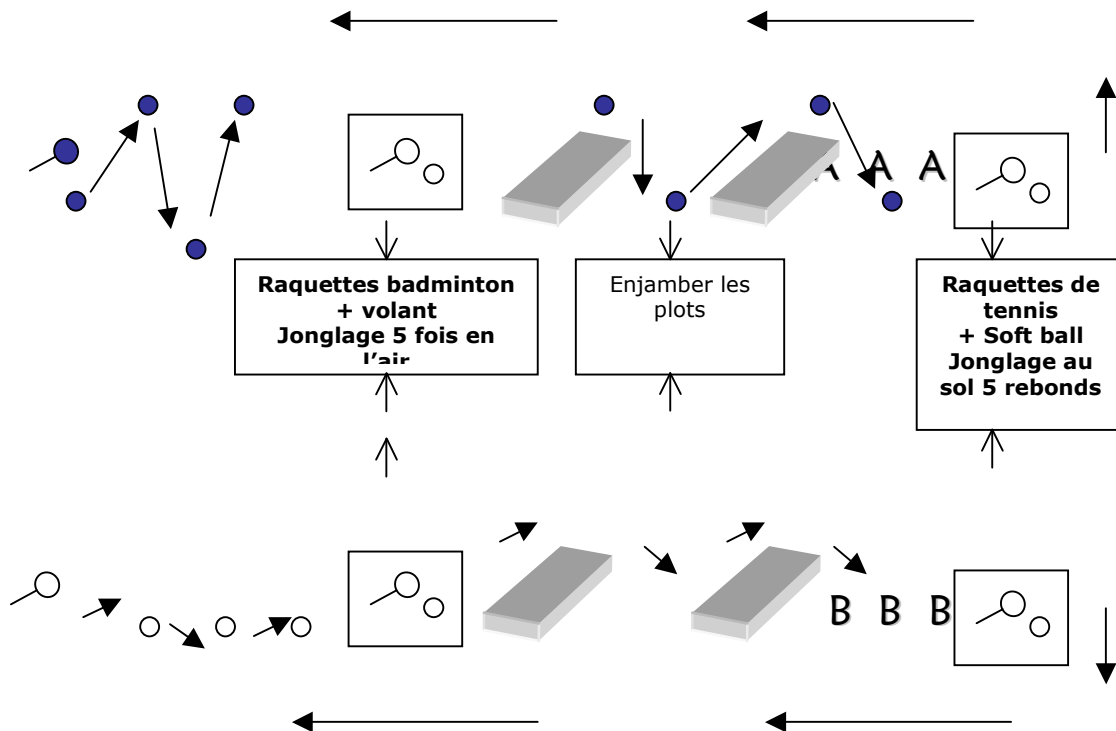 A A A
Raquettes badminton
+ volant
Jonglage 5 fois en
l'air
Enjamber les
plots
Raquettes de
tennis
+ Soft ball
Jonglage au
sol 5 rebonds
B B B